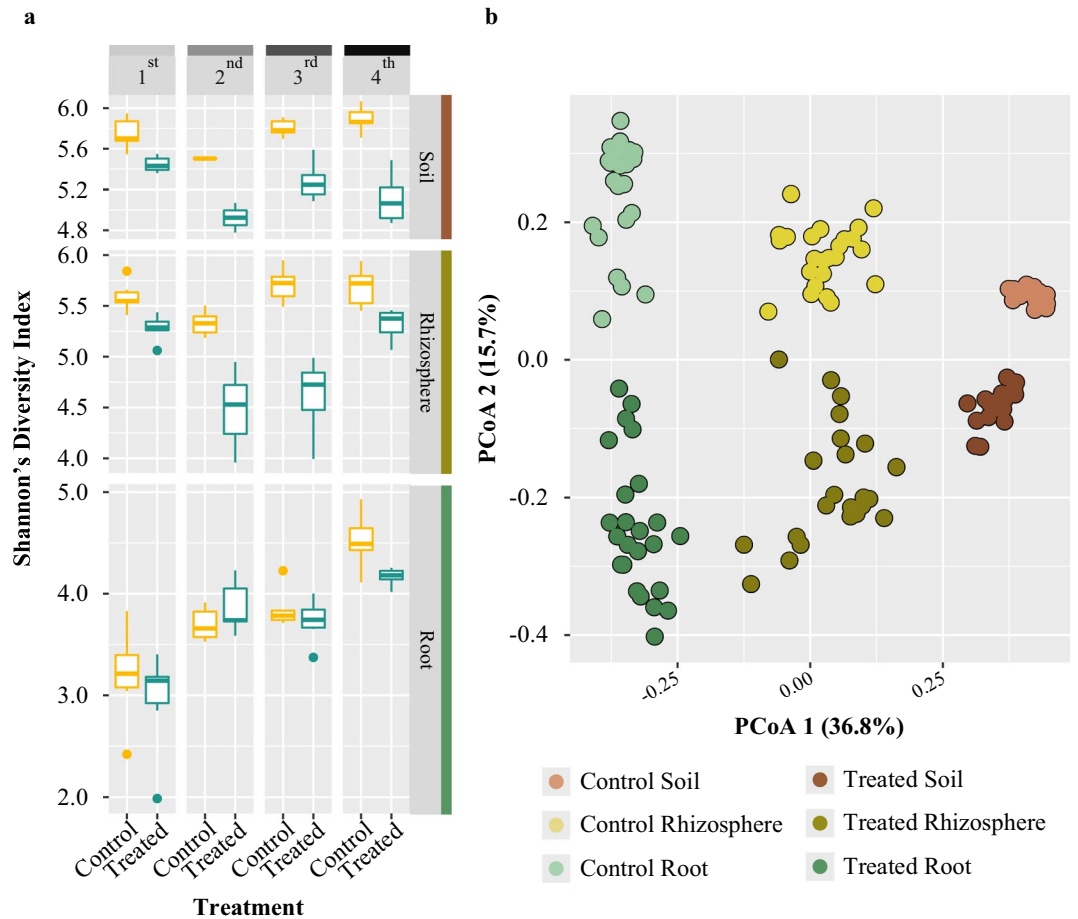 a
b
1st
2nd
3rd
4th
Shannon's Diversity Index
6.0
5.6
5.2
4.8
Soil
6.0
5.5
5.0
4.5
4.0
Rhizosphere
5.0
4.0
3.0
2.0
Root
Control
Treated
Control
Treated
Control
Treated
Control
Treated
Treatment
PCoA 2 (15.7%)
0.2
0.0
-0.2
-0.4
-0.25
0.00
0.25
PCoA 1 (36.8%)
Control Soil
Treated Soil
Control Rhizosphere
Treated Rhizosphere
Control Root
Treated Root